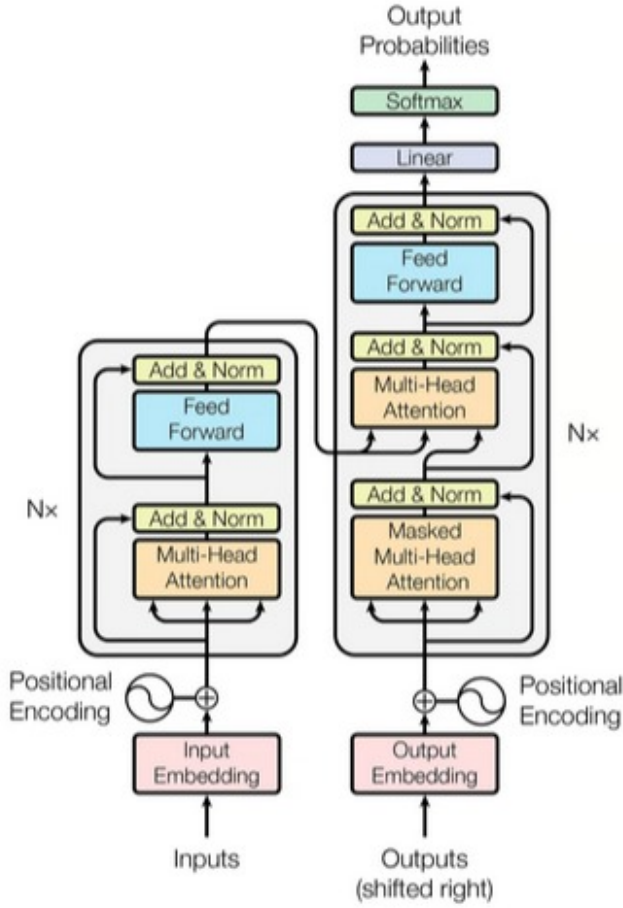 Output
Probabilities
Softmax
Linear
Add & Norm
Feed
Forward
Add & Norm
Multi-Head
Attention
Add & Norm
Masked
Multi-Head
Attention
Nx
Positional
Encoding
Output
Embedding
Outputs
(shifted right)
Add & Norm
Feed
Forward
Add & Norm
Multi-Head
Attention
Nx
Positional
Encoding
Input
Embedding
Inputs